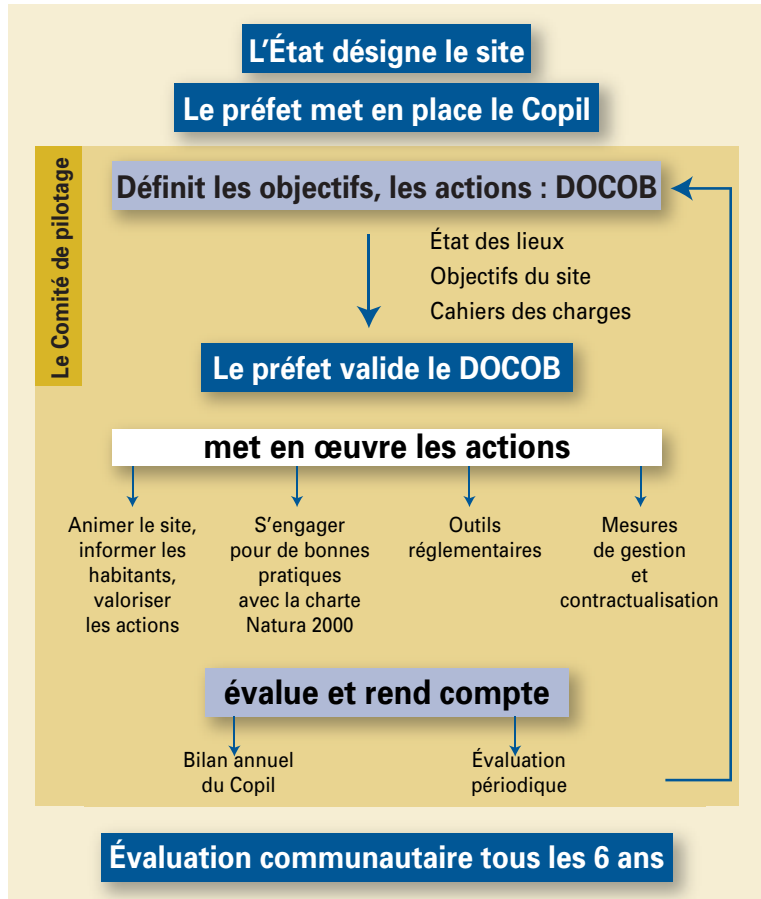 L'État désigne le site
Le préfet met en place le Copil
Le Comité de pilotage
Définit les objectifs, les actions : DOCOB
État des lieux
Objectifs du site
Cahiers des charges
Le préfet valide le DOCOB
met en œuvre les actions
Animer le site,
informer les
habitants,
valoriser
les actions
S'engager
pour de bonnes
pratiques
avec la charte
Natura 2000
Outils
réglementaires
Mesures
de gestion
et
contractualisation
évalue et rend compte
Bilan annuel
du Copil
Évaluation
périodique
Évaluation communautaire tous les 6 ans